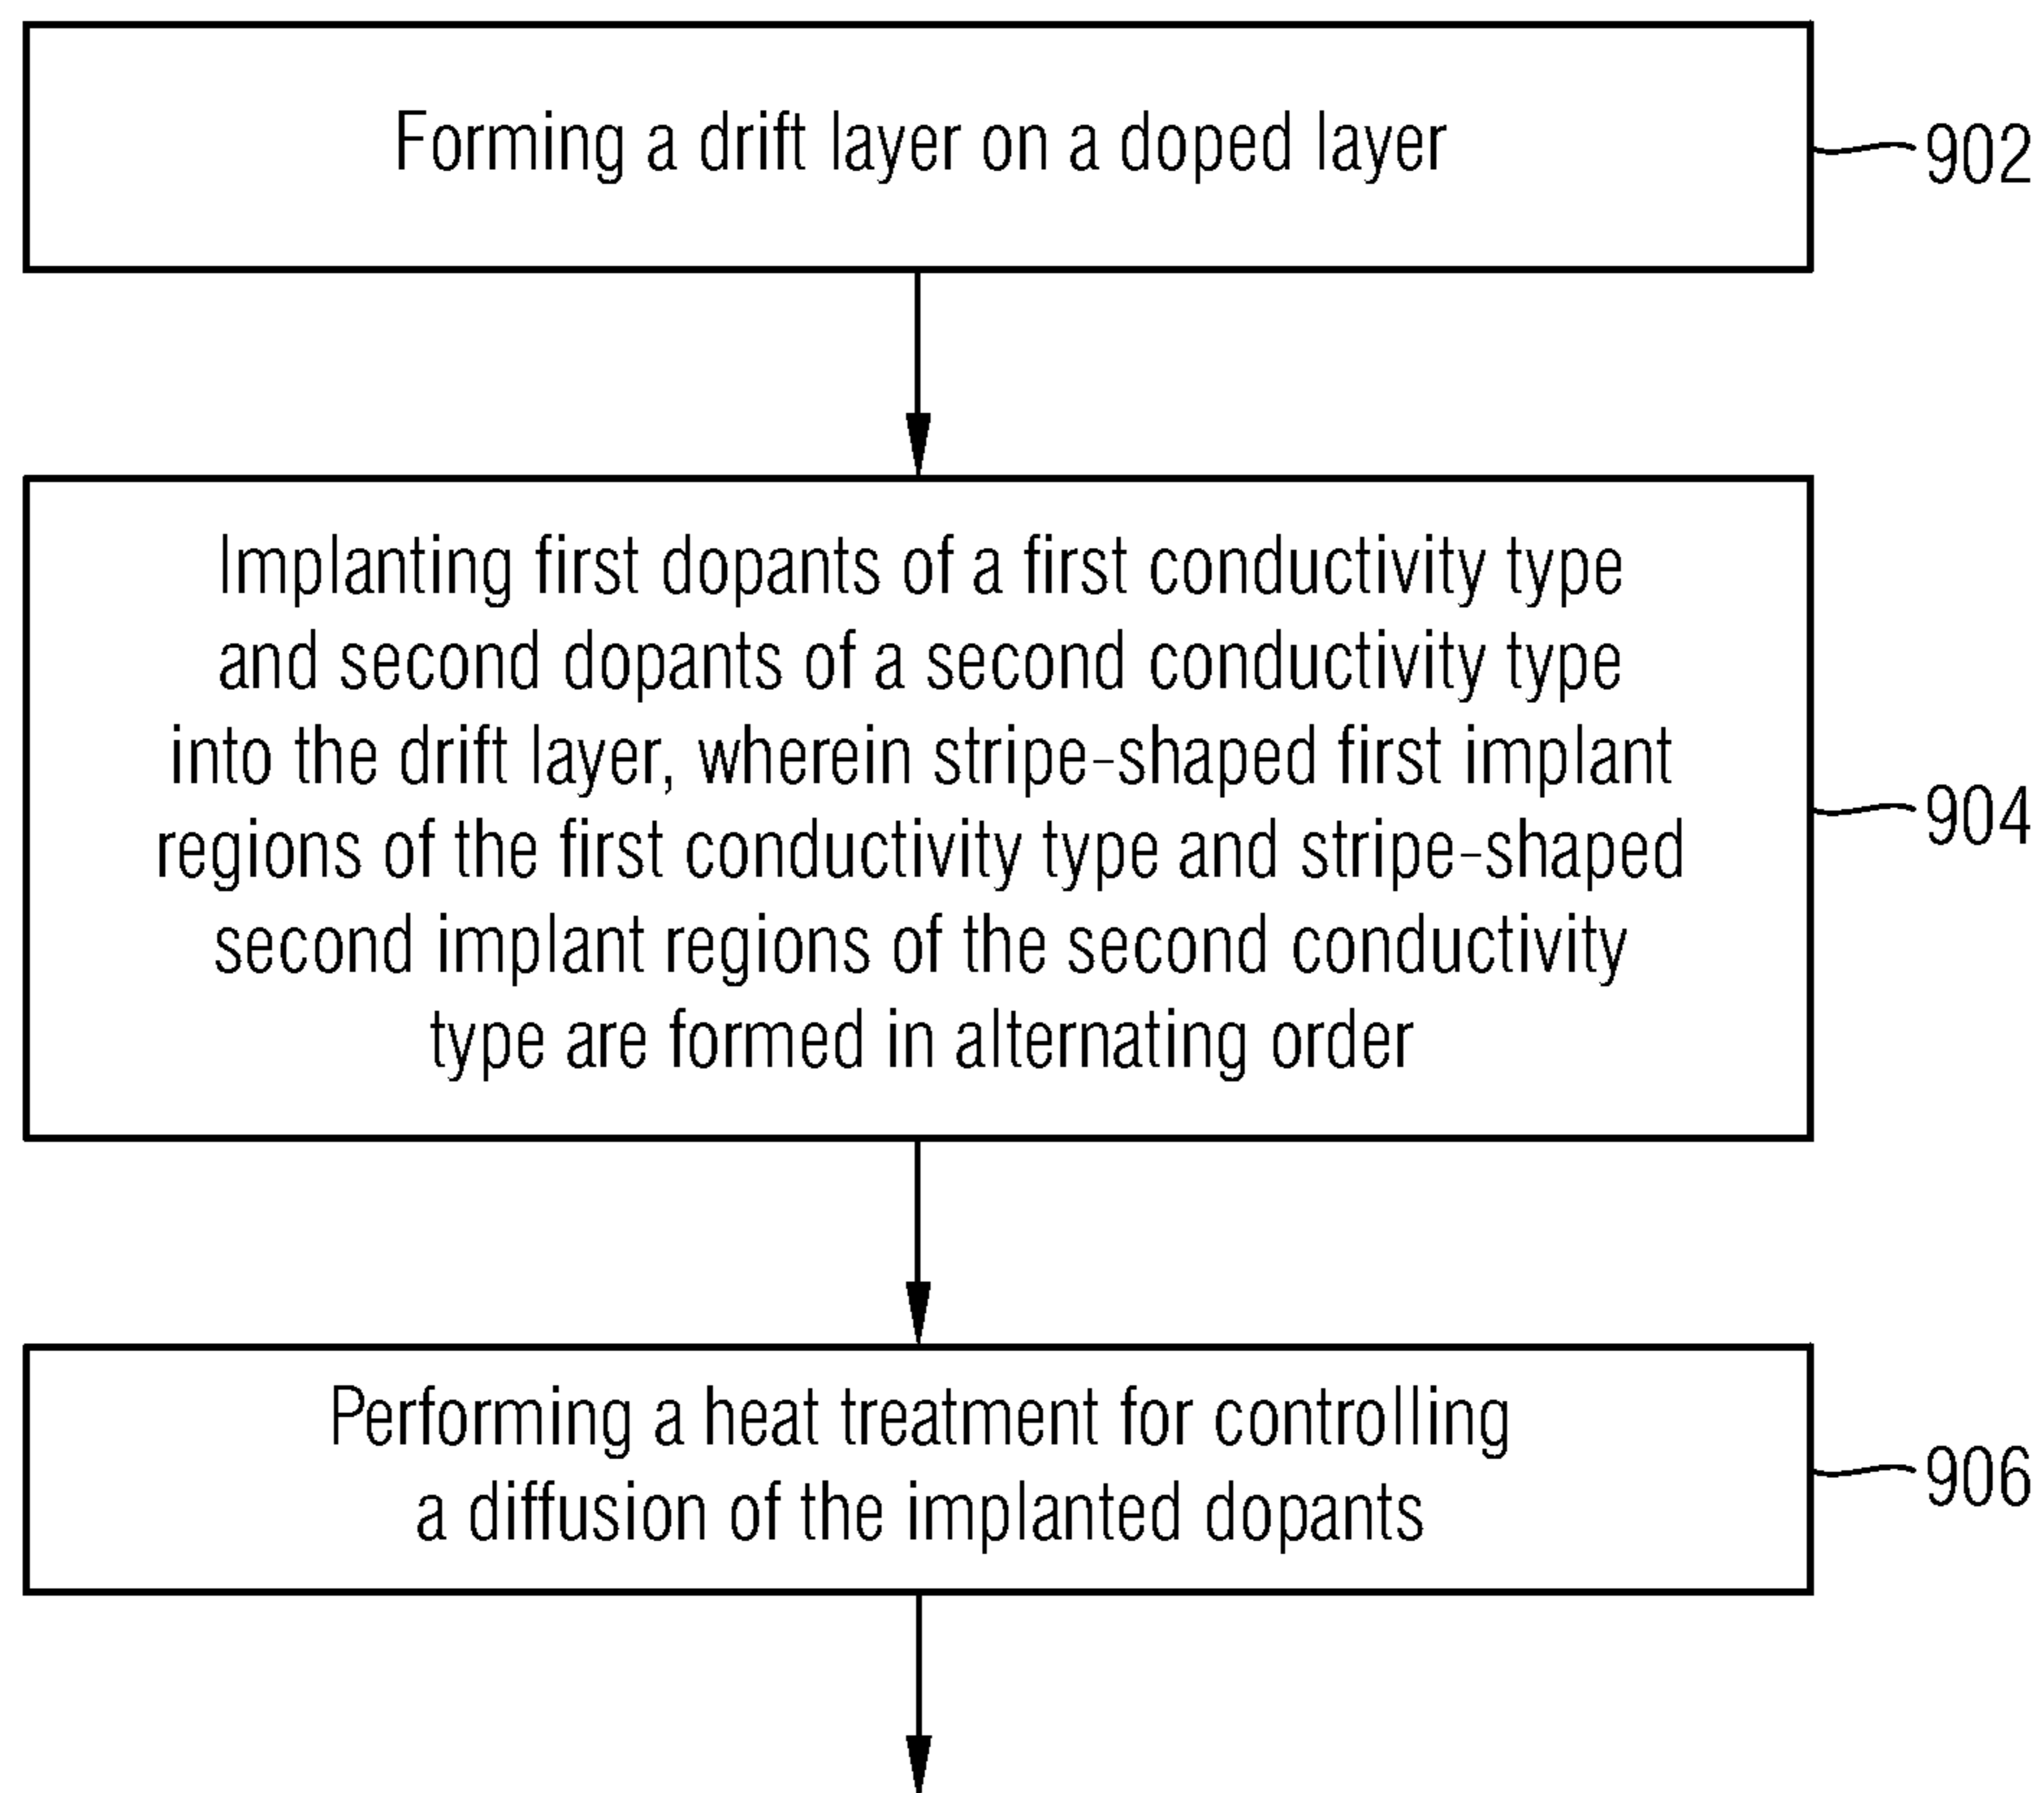 Forming a drift layer on a doped layer
902
Implanting first dopants of a first conductivity type
and second dopants of a second conductivity type
into the drift layer, wherein stripe-shaped first implant
regions of the first conductivity type and stripe-shaped
second implant regions of the second conductivity
type are formed in alternating order
904
Performing a heat treatment for controlling
a diffusion of the implanted dopants
906